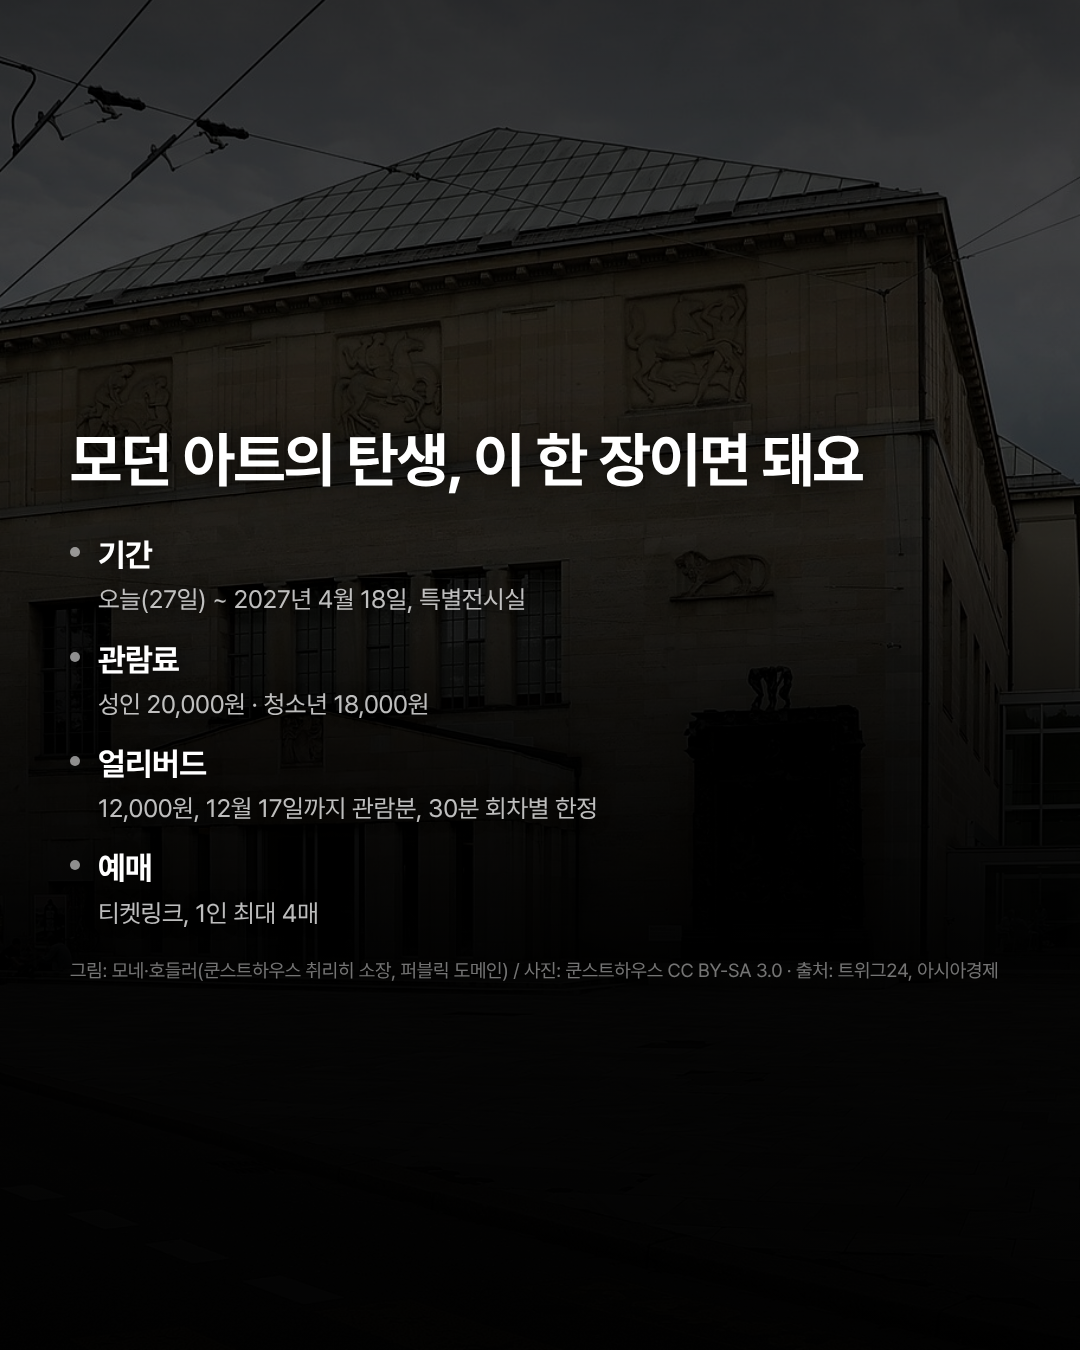 모던 아트의 탄생, 이 한 장이면 돼요
기간
오늘(27일) ~ 2027년 4월 18일, 특별전시실
관람료
성인 20,000원 · 청소년 18,000원
얼리버드
12,000원, 12월 17일까지 관람분, 30분 회차별 한정
예매
티켓링크, 1인 최대 4매
그림: 모네·호들러(쿤스트하우스 취리히 소장, 퍼블릭 도메인) / 사진: 쿤스트하우스 CC BY-SA 3.0 · 출처: 트위그24, 아시아경제